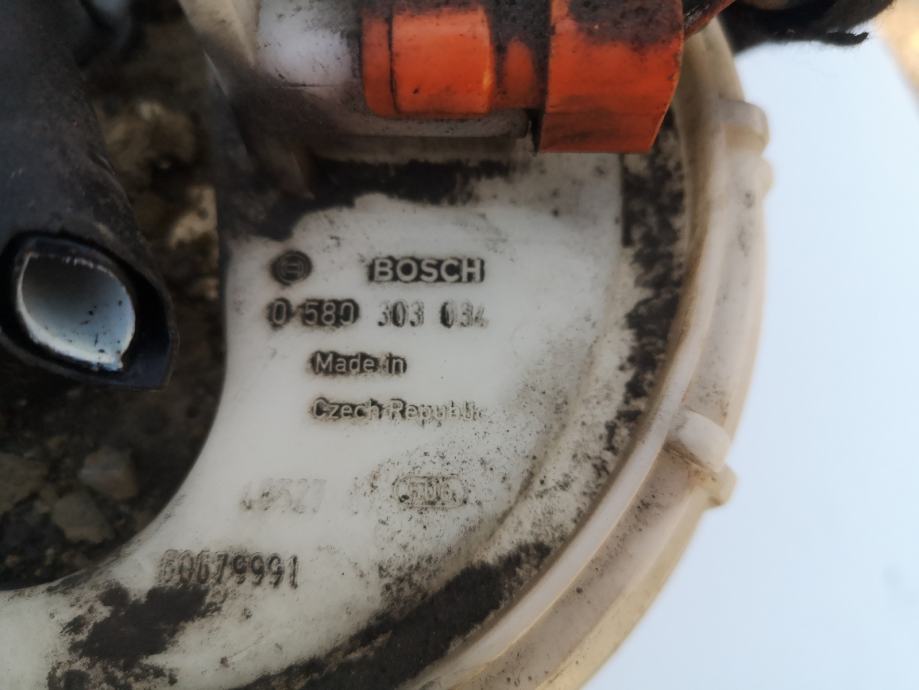 BOSCH
0 580 303 034
Made in
Czech Republic
60679991